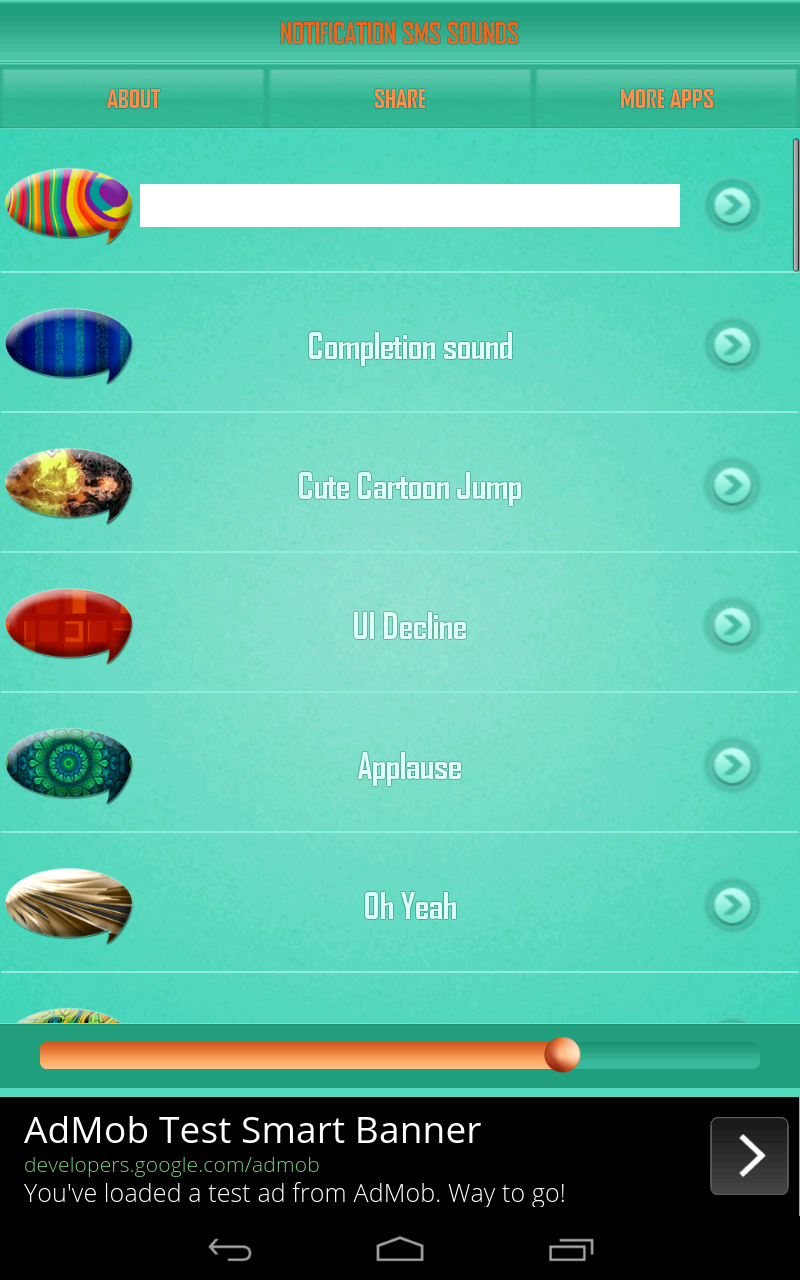 NOTIFICATION SMS SOUNDS
ABOUT
SHARE
MORE APPS
Completion sound
Cute Cartoon Jump
UI Decline
Applause
Oh Yeah
AdMob Test Smart Banner
developers.google.com/admob
You've loaded a test ad from AdMob. Way to go!